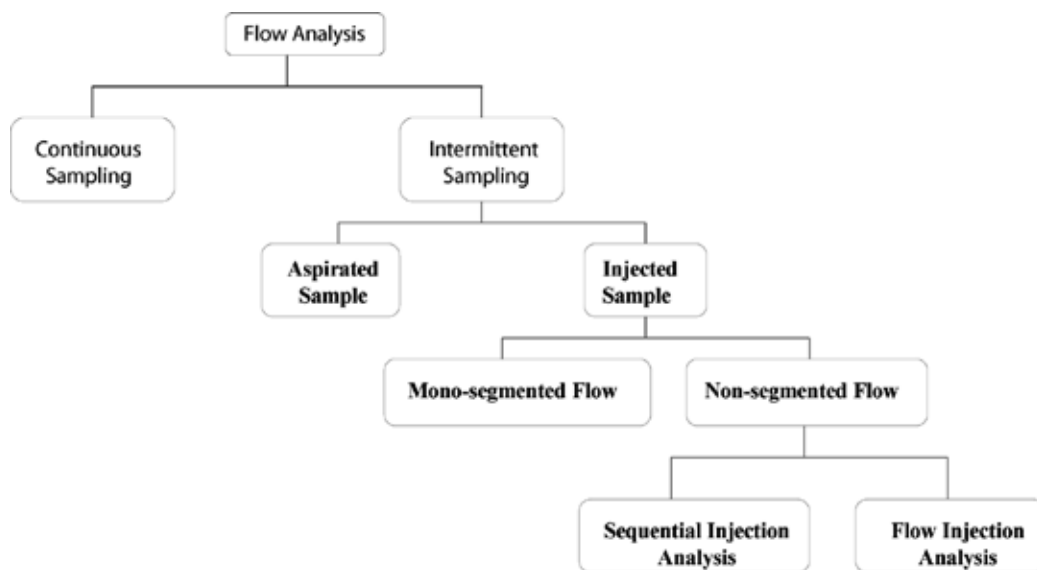 Flow Analysis
Continuous
Sampling
Intermittent
Sampling
Aspirated
Sample
Injected
Sample
Mono-segmented Flow
Non-segmented Flow
Sequential Injection
Analysis
Flow Injection
Analysis